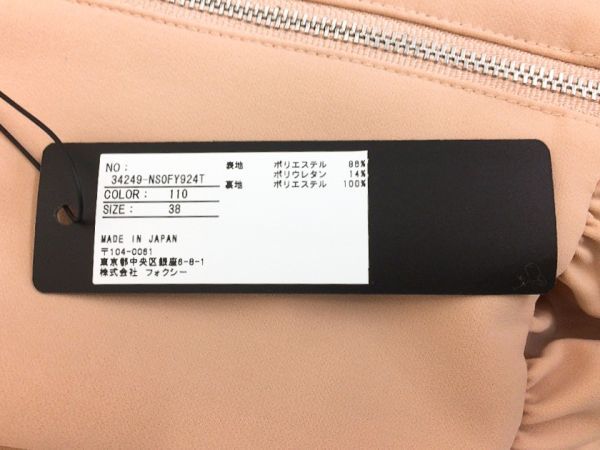 NO :
34249-NSOFY924T
COLOR : 110
SIZE : 38
MADE IN JAPAN
〒104-0061
東京都中央区銀座6-8-1
株式会社 フォクシー
表地 ポリエステル 86%
ポリウレタン 14%
裏地 ポリエステル 100%